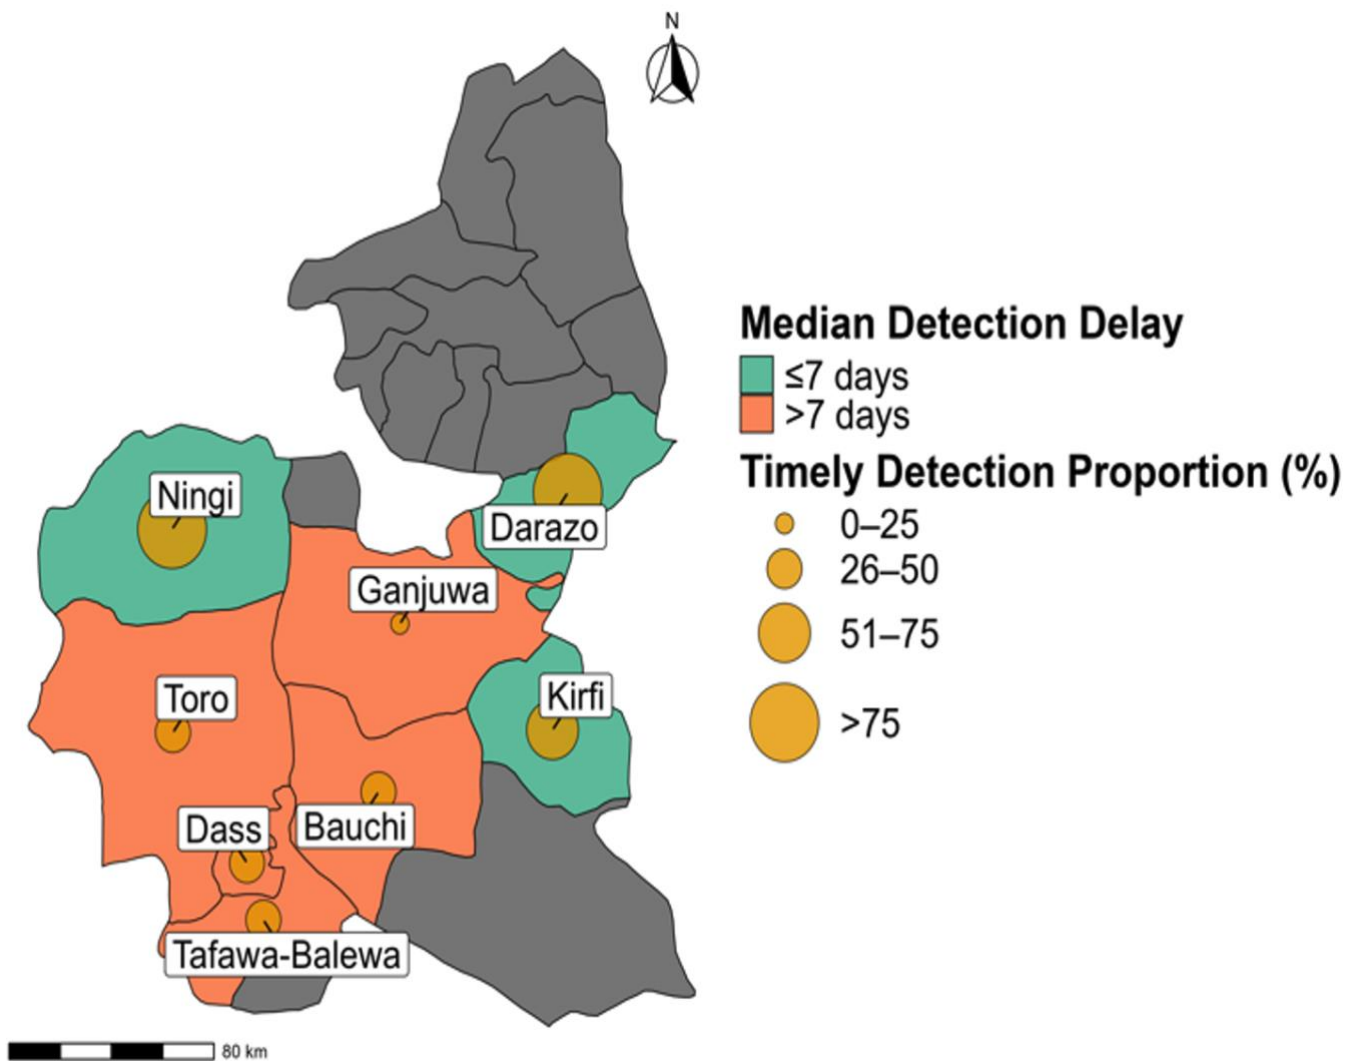 N
Median Detection Delay
≤7 days
>7 days
Timely Detection Proportion (%)
0–25
26–50
51–75
>75
Ningi
Darazo
Ganjuwa
Toro
Kirfi
Dass
Bauchi
Tafawa-Balewa
80 km